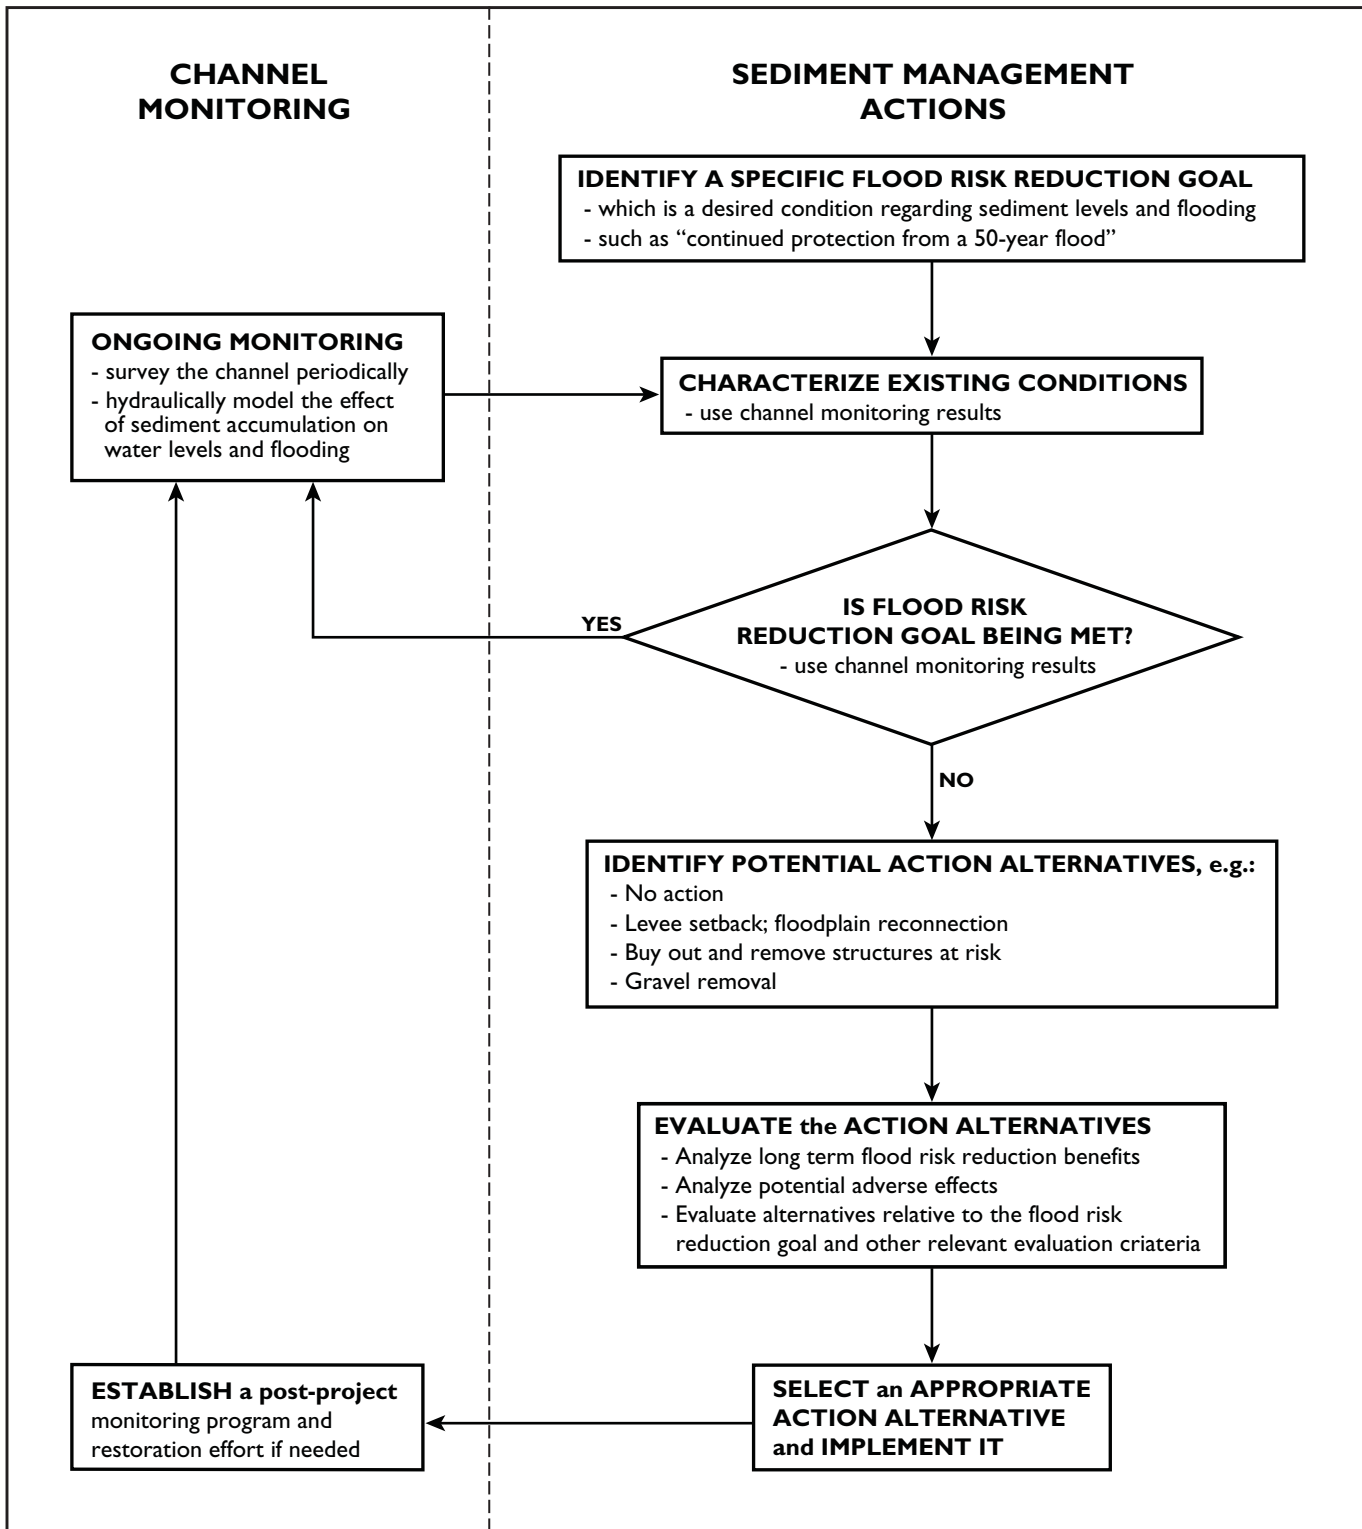 CHANNEL
MONITORING
SEDIMENT MANAGEMENT
ACTIONS
IDENTIFY A SPECIFIC FLOOD RISK REDUCTION GOAL
- which is a desired condition regarding sediment levels and flooding
- such as “continued protection from a 50-year flood”
ONGOING MONITORING
- survey the channel periodically
- hydraulically model the effect
of sediment accumulation on
water levels and flooding
CHARACTERIZE EXISTING CONDITIONS
- use channel monitoring results
IS FLOOD RISK
REDUCTION GOAL BEING MET?
- use channel monitoring results
YES
NO
IDENTIFY POTENTIAL ACTION ALTERNATIVES, e.g.:
- No action
- Levee setback; floodplain reconnection
- Buy out and remove structures at risk
- Gravel removal
EVALUATE the ACTION ALTERNATIVES
- Analyze long term flood risk reduction benefits
- Analyze potential adverse effects
- Evaluate alternatives relative to the flood risk
reduction goal and other relevant evaluation criateria
SELECT an APPROPRIATE
ACTION ALTERNATIVE
and IMPLEMENT IT
ESTABLISH a post-project
monitoring program and
restoration effort if needed